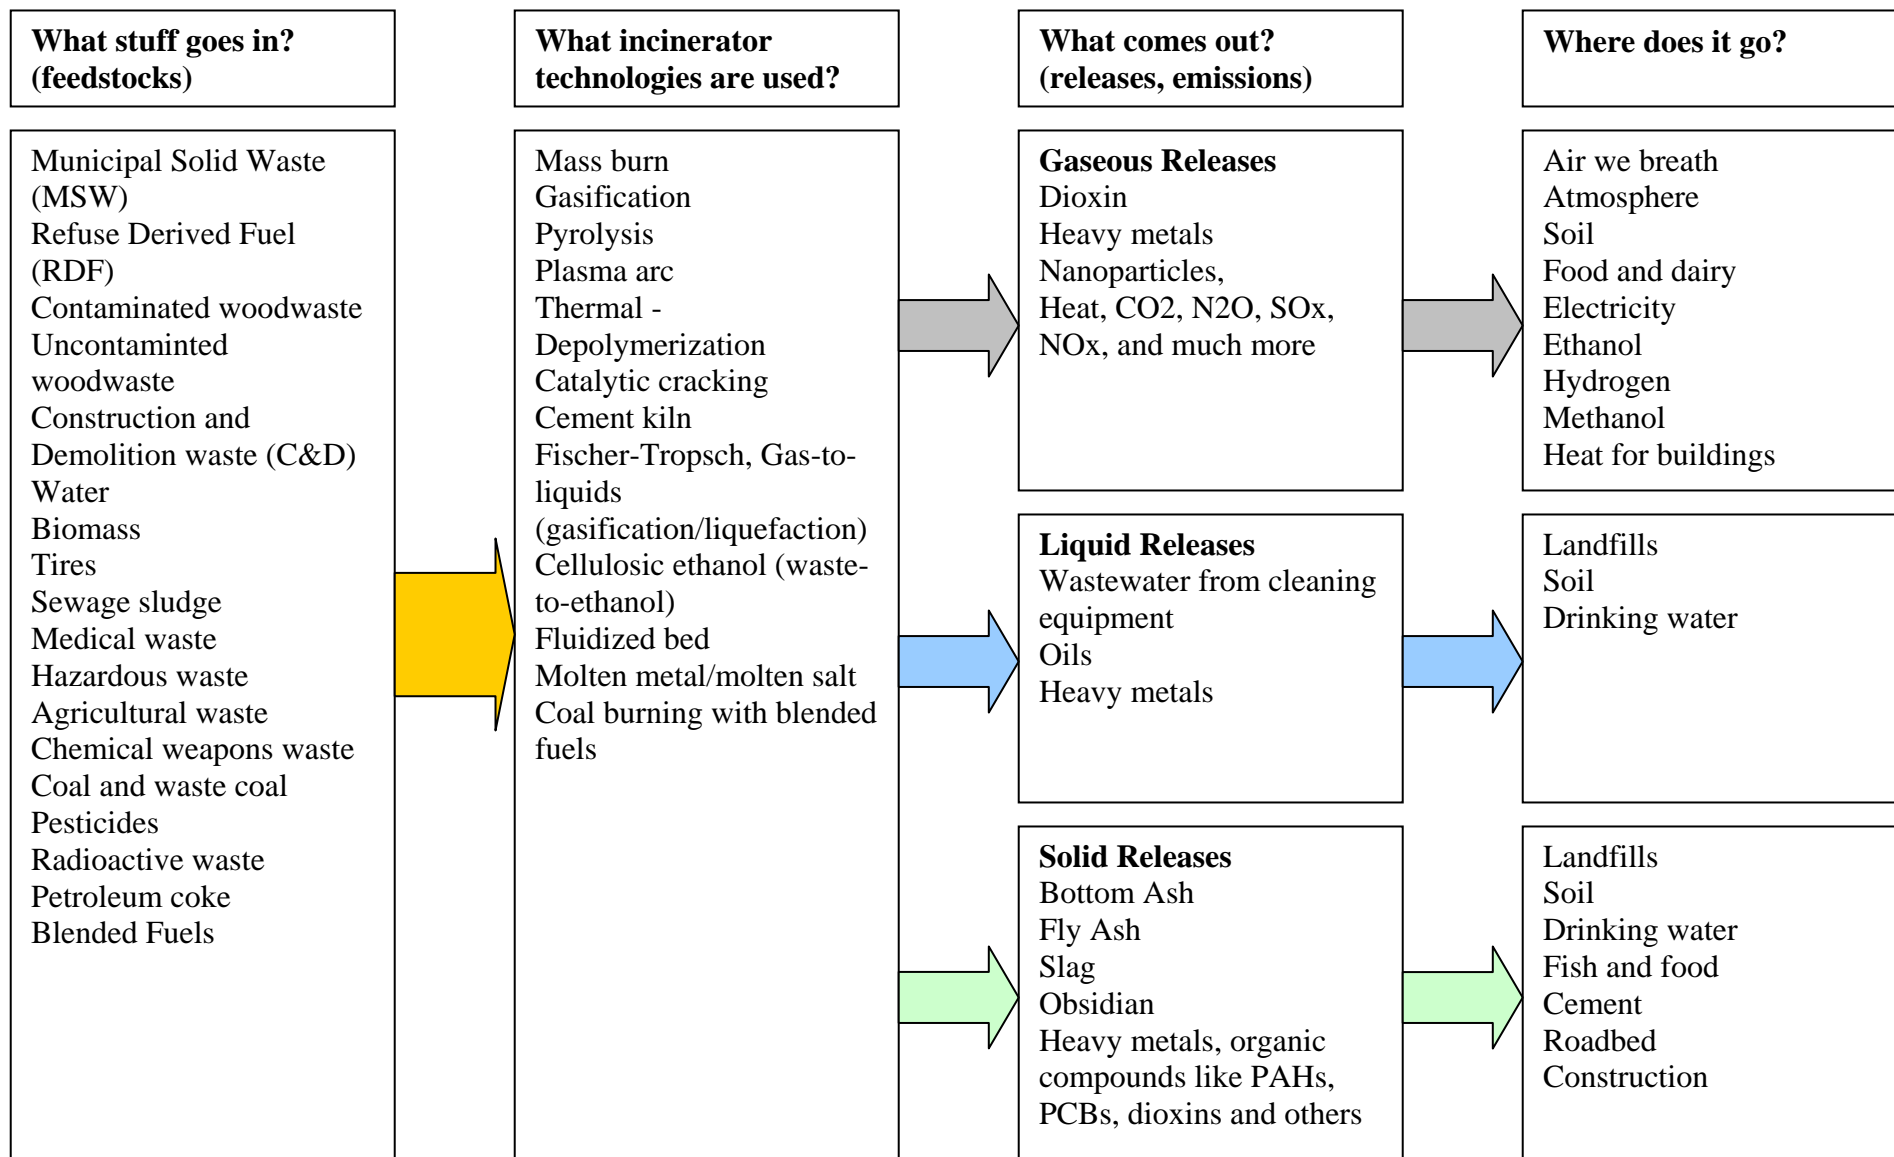 What stuff goes in?
(feedstocks)
What incinerator
technologies are used?
What comes out?
(releases, emissions)
Where does it go?
Municipal Solid Waste
(MSW)
Refuse Derived Fuel
(RDF)
Contaminated woodwaste
Uncontaminted
woodwaste
Construction and
Demolition waste (C&D)
Water
Biomass
Tires
Sewage sludge
Medical waste
Hazardous waste
Agricultural waste
Chemical weapons waste
Coal and waste coal
Pesticides
Radioactive waste
Petroleum coke
Blended Fuels
Mass burn
Gasification
Pyrolysis
Plasma arc
Thermal -
Depolymerization
Catalytic cracking
Cement kiln
Fischer-Tropsch, Gas-to-
liquids
(gasification/liquefaction)
Cellulosic ethanol (waste-
to-ethanol)
Fluidized bed
Molten metal/molten salt
Coal burning with blended
fuels
Gaseous Releases
Dioxin
Heavy metals
Nanoparticles,
Heat, CO2, N2O, SOx,
NOx, and much more
Air we breath
Atmosphere
Soil
Food and dairy
Electricity
Ethanol
Hydrogen
Methanol
Heat for buildings
Liquid Releases
Wastewater from cleaning
equipment
Oils
Heavy metals
Landfills
Soil
Drinking water
Solid Releases
Bottom Ash
Fly Ash
Slag
Obsidian
Heavy metals, organic
compounds like PAHs,
PCBs, dioxins and others
Landfills
Soil
Drinking water
Fish and food
Cement
Roadbed
Construction